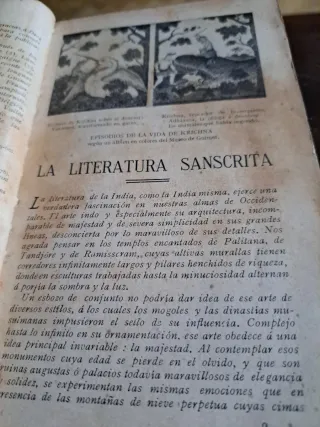 EPISODIOS DE LA VIDA DE KRICHNA
LA LITERATURA SANSCRITA
La literatura de la India, como la India misma, ejerce una
verdadera fascinación en nuestras almas de Occiden-
tales. El arte indo y especialmente su arquitectura, incom-
parable de majestad y de severa simplicidad en sus grandes
líneas, desconcierta por lo maravilloso de sus detalles. Nos
agrada pensar en los templos encantados de Palitana, de
Tandjore y de Ramisseram, cuyas altivas murallas tienen
corredores infinitamente largos y pilares henchidos de riqueza,
donde en esculturas trabajadas hasta la minuciosidad alternan
á porfía la sombra y la luz.
Un esbozo de conjunto no podría dar idea de ese arte de
diversos estilos, á los cuales los mogoles y las dinastías mu-
sulmanas impusieron el sello de su influencia. Complejo
hasta lo infinito en su ornamentación, ese arte obedece á una
idea principal invariable: la majestad. Al contemplar esos
monumentos cuya edad se pierde en el olvido, y que son
ruinas augustas ó palacios todavía maravillosos de elegancia
y solidez, se experimentan las mismas emociones que en
presencia de las montañas de nieve perpetua cuyas cimas